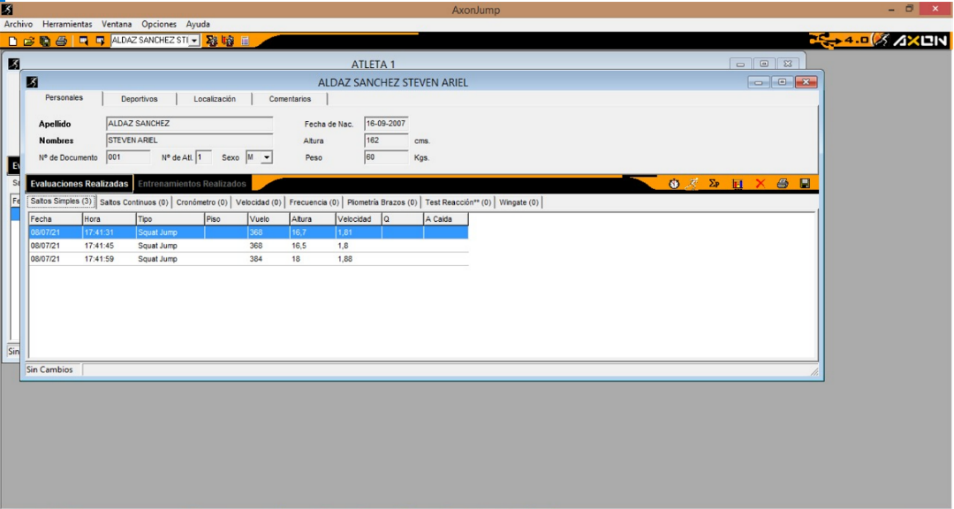 AxonJump
Archivo Herramientas Ventana Opciones Ayuda
ALDAZ SANCHEZ STI 4.0 AXON
ATLETA 1
ALDAZ SANCHEZ STEVEN ARIEL
Personales Deportivos Localización Comentarios
Apellido ALDAZ SANCHEZ Fecha de Nac. 16-09-2007
Nombres STEVEN ARIEL Altura 162 cms.
Nº de Documento 001 Nº de Atl. 1 Sexo M Peso 60 Kgs.
Evaluaciones Realizadas Entrenamientos Realizados
Saltos Simples (3) Saltos Continuos (0) Cronómetro (0) Velocidad (0) Frecuencia (0) Plometría Brazos (0) Test Reacción** (0) Wingate (0)
Fecha Hora Tipo Piso Vuelo Altura Velocidad Q A Caida
08/07/21 17:41:31 Squat Jump 368 16,7 1,81
08/07/21 17:41:45 Squat Jump 368 16,5 1,8
08/07/21 17:41:59 Squat Jump 384 18 1,88
Sin
Sin Cambios